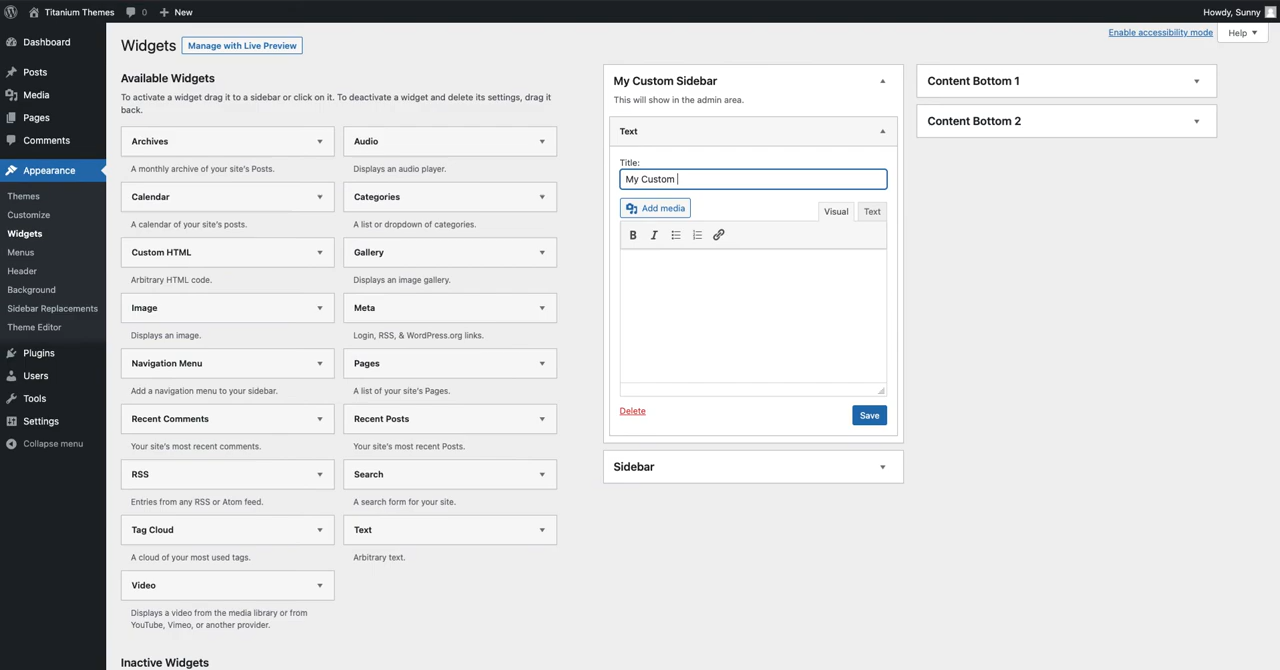 Titanium Themes 0 New Howdy, Sunny
Dashboard
Posts
Media
Pages
Comments
Appearance
Themes
Customize
Widgets
Menus
Header
Background
Sidebar Replacements
Theme Editor
Plugins
Users
Tools
Settings
Collapse menu
Enable accessibility mode Help
Widgets Manage with Live Preview
Available Widgets
To activate a widget drag it to a sidebar or click on it. To deactivate a widget and delete its settings, drag it
back.
Archives
A monthly archive of your site's Posts.
Audio
Displays an audio player.
Calendar
A calendar of your site's posts.
Categories
A list or dropdown of categories.
Custom HTML
Arbitrary HTML code.
Gallery
Displays an image gallery.
Image
Displays an image.
Meta
Login, RSS, & WordPress.org links.
Navigation Menu
Add a navigation menu to your sidebar.
Pages
A list of your site's Pages.
Recent Comments
Your site's most recent comments.
Recent Posts
Your site's most recent Posts.
RSS
Entries from any RSS or Atom feed.
Search
A search form for your site.
Tag Cloud
A cloud of your most used tags.
Text
Arbitrary text.
Video
Displays a video from the media library or from
YouTube, Vimeo, or another provider.
Inactive Widgets
My Custom Sidebar
This will show in the admin area.
Text
Title:
My Custom
Add media
Visual Text
B I
Delete Save
Sidebar
Content Bottom 1
Content Bottom 2